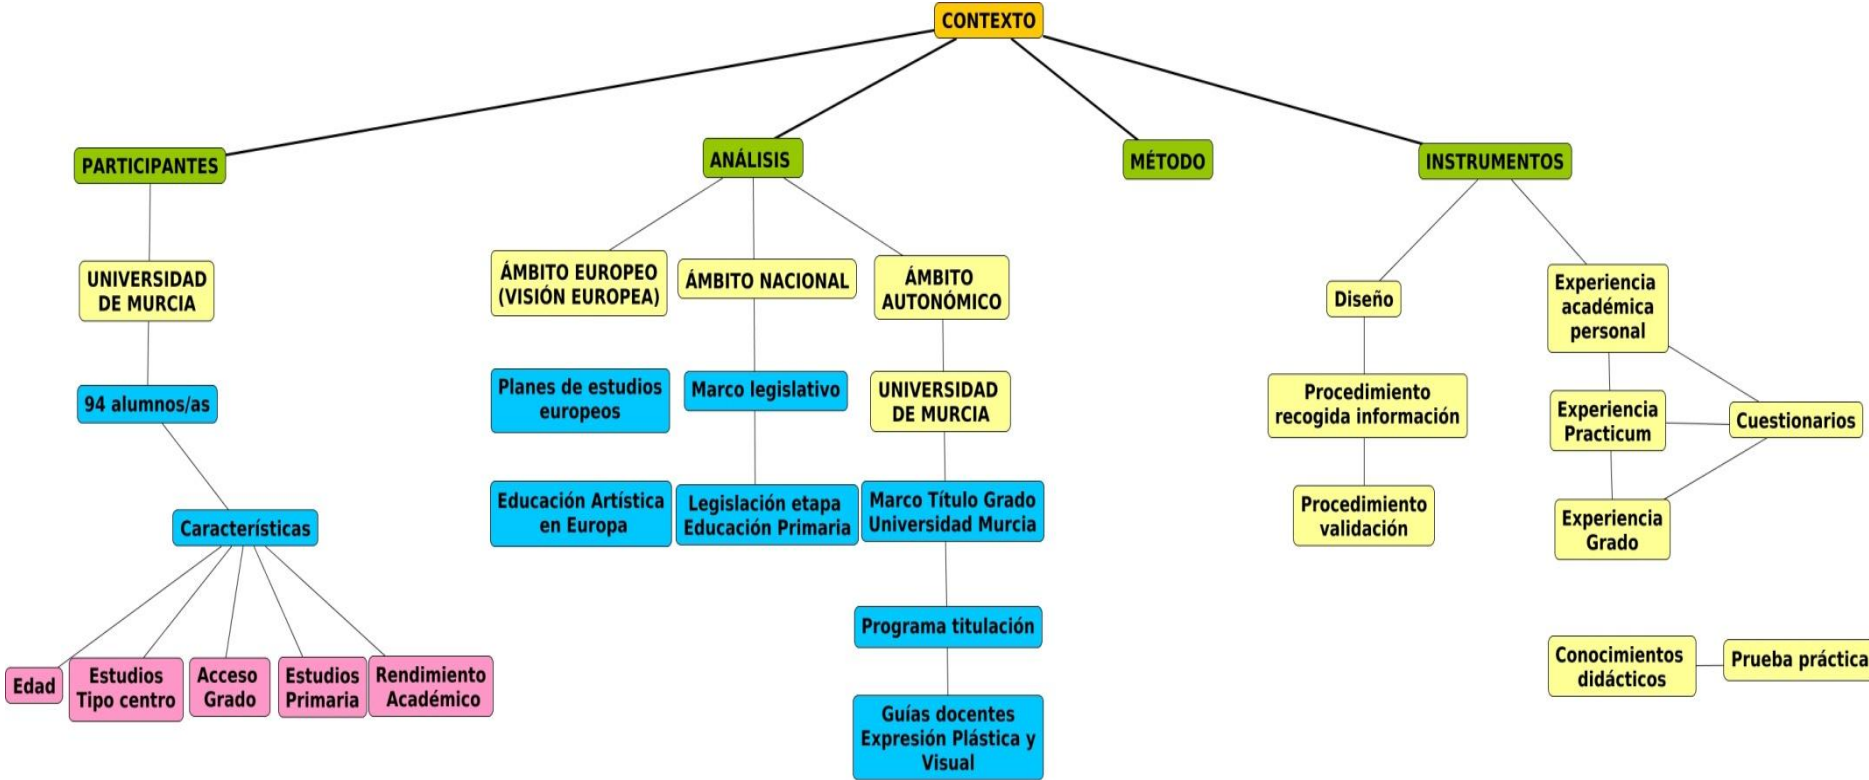 CONTEXTO
PARTICIPANTES
ANÁLISIS
MÉTODO
INSTRUMENTOS
UNIVERSIDAD
DE MURCIA
94 alumnos/as
Características
Edad
Estudios
Tipo centro
Acceso
Grado
Estudios
Primaria
Rendimiento
Académico
ÁMBITO EUROPEO
(VISIÓN EUROPEA)
Planes de estudios
europeos
Educación Artística
en Europa
ÁMBITO NACIONAL
Marco legislativo
Legislación etapa
Educación Primaria
ÁMBITO
AUTONÓMICO
UNIVERSIDAD
DE MURCIA
Marco Título Grado
Universidad Murcia
Programa titulación
Guías docentes
Expresión Plástica y
Visual
Diseño
Procedimiento
recogida información
Procedimiento
validación
Experiencia
académica
personal
Experiencia
Practicum
Experiencia
Grado
Cuestionarios
Conocimientos
didácticos
Prueba práctica